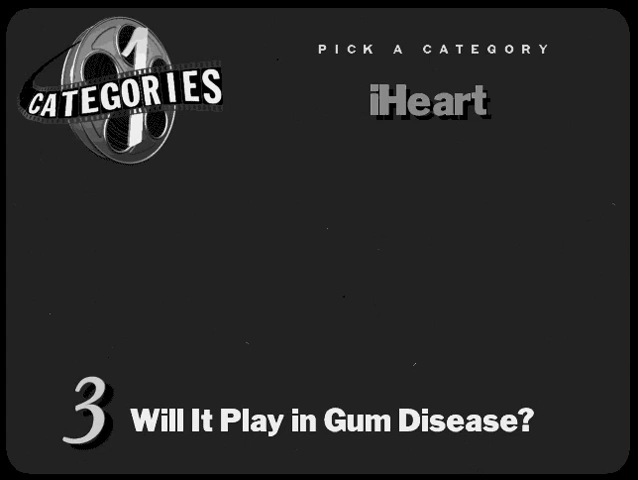 1
CATEGORIES
PICK A CATEGORY
iHeart
3 Will It Play in Gum Disease?